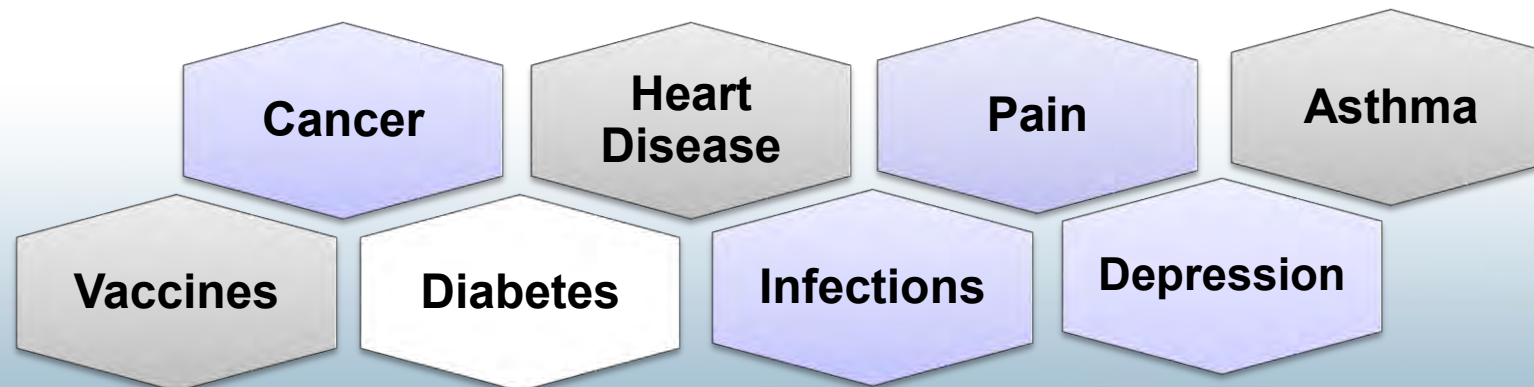 Cancer
Heart
Disease
Pain
Asthma
Vaccines
Diabetes
Infections
Depression